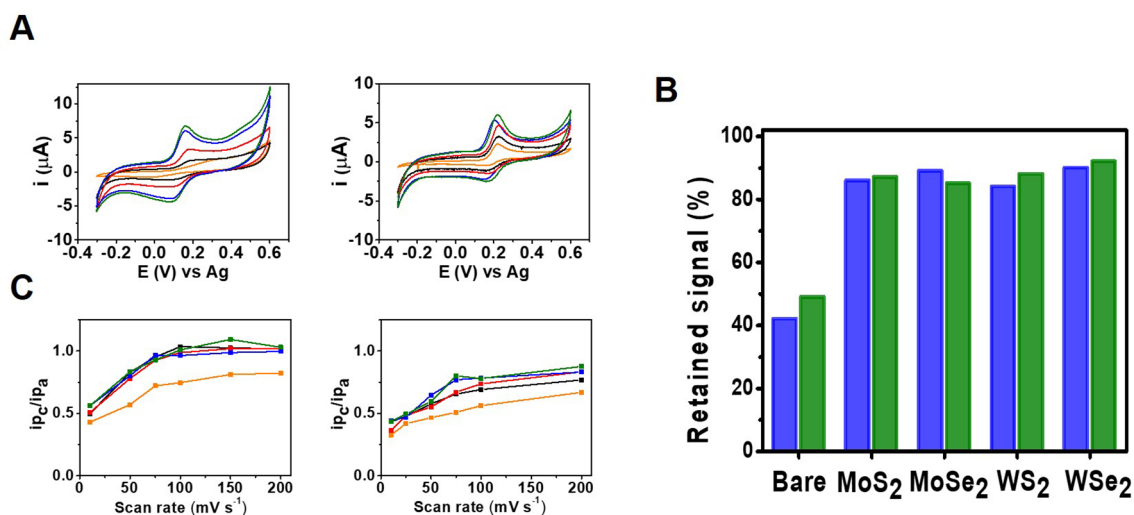 A
10
5
0
-5
-10
i (μA)
-0.4 -0.2 0.0 0.2 0.4 0.6
E (V) vs Ag
10
5
0
-5
-10
i (μA)
-0.4 -0.2 0.0 0.2 0.4 0.6
E (V) vs Ag
B
100
80
60
40
20
0
Retained signal (%)
Bare MoS2 MoSe2 WS2 WSe2
C
1.0
0.5
0.0
ipc/ipa
0 50 100 150 200
Scan rate (mV s-1)
1.0
0.5
0.0
ipc/ipa
0 50 100 150 200
Scan rate (mV s-1)